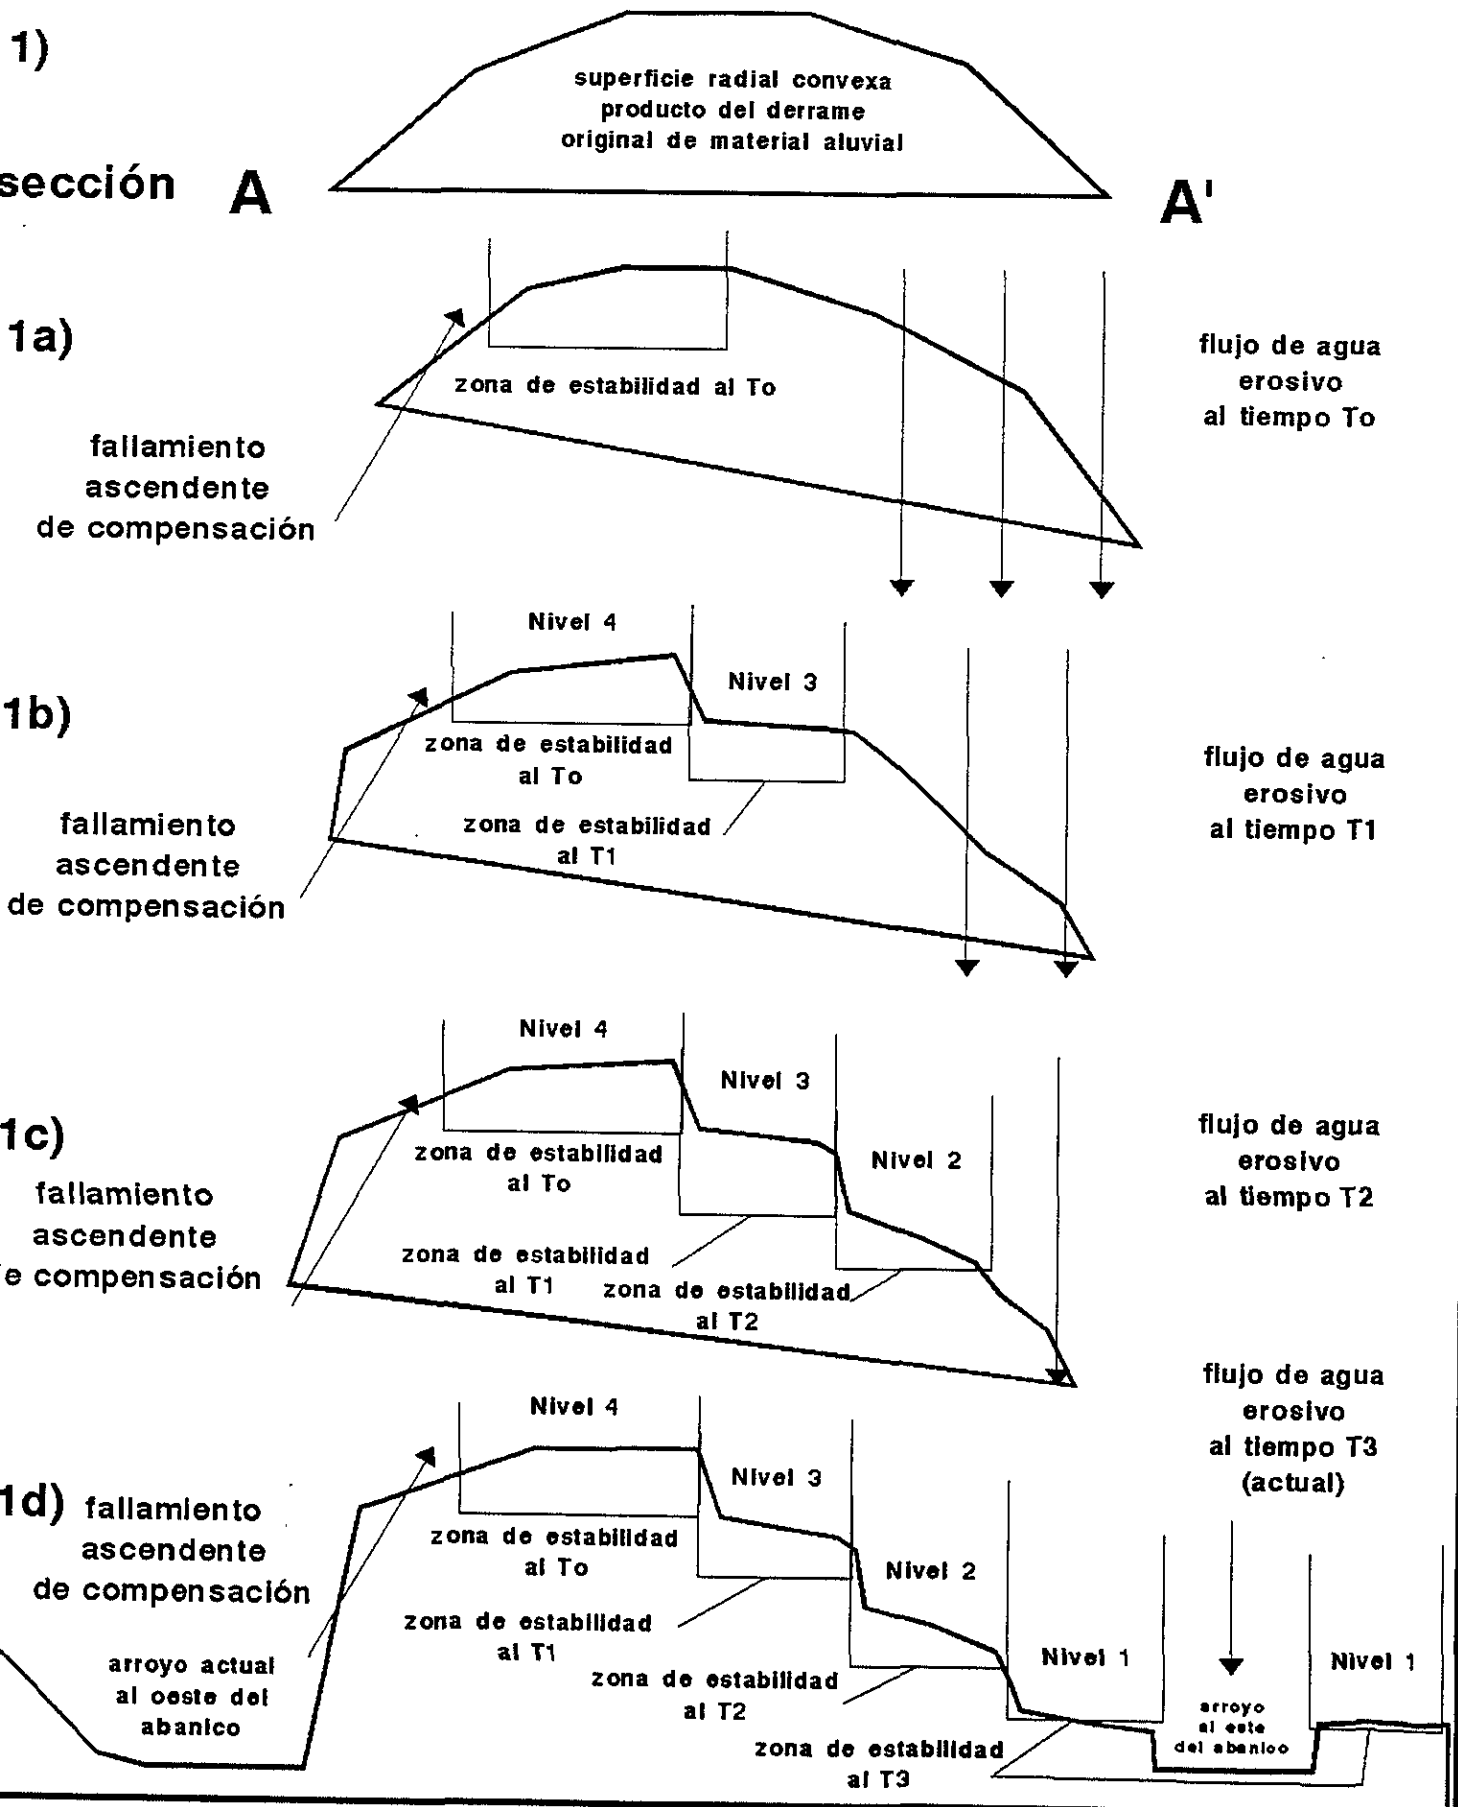 1)
superficie radial convexa
producto del derrame
original de material aluvial
sección A A'
1a)
zona de estabilidad al To
flujo de agua
erosivo
al tiempo To
fallamiento
ascendente
de compensación
1b)
Nivel 4
Nivel 3
zona de estabilidad
al To
zona de estabilidad
al T1
flujo de agua
erosivo
al tiempo T1
fallamiento
ascendente
de compensación
1c)
Nivel 4
Nivel 3
Nivel 2
zona de estabilidad
al To
zona de estabilidad
al T1
zona de estabilidad
al T2
flujo de agua
erosivo
al tiempo T2
fallamiento
ascendente
e compensación
1d)
Nivel 4
Nivel 3
Nivel 2
Nivel 1
Nivel 1
flujo de agua
erosivo
al tiempo T3
(actual)
fallamiento
ascendente
de compensación
zona de estabilidad
al To
zona de estabilidad
al T1
zona de estabilidad
al T2
zona de estabilidad
al T3
arroyo actual
al oeste del
abanico
arroyo
al este
del abanico